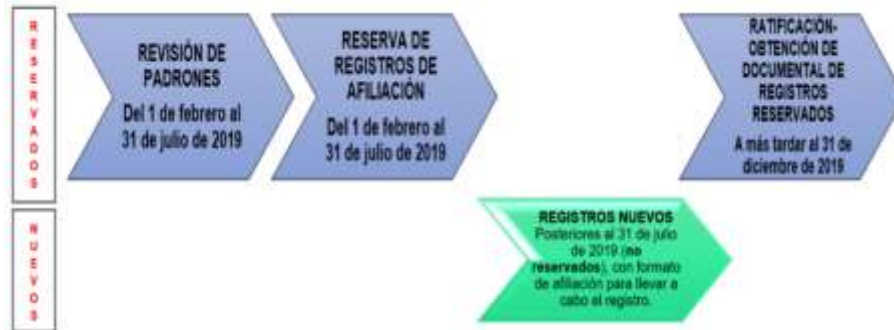 RESERVADOS
REVISIÓN DE
PADRONES
Del 1 de febrero al
31 de julio de 2019
RESERVA DE
REGISTROS DE
AFILIACIÓN
Del 1 de febrero al
31 de julio de 2019
RATIFICACIÓN-
OBTENCIÓN DE
DOCUMENTAL DE
REGISTROS
RESERVADOS
A más tardar al 31 de
diciembre de 2019
NUEVOS
REGISTROS NUEVOS
Posteriores al 31 de julio
de 2019 (no
reservados), con formato
de afiliación para llevar a
cabo el registro.